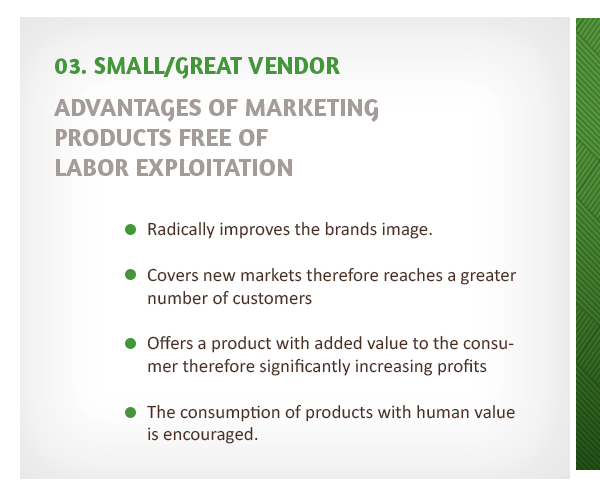 03. SMALL/GREAT VENDOR
ADVANTAGES OF MARKETING
PRODUCTS FREE OF
LABOR EXPLOITATION
Radically improves the brands image.
Covers new markets therefore reaches a greater
number of customers
Offers a product with added value to the consu-
mer therefore significantly increasing profits
The consumption of products with human value
is encouraged.